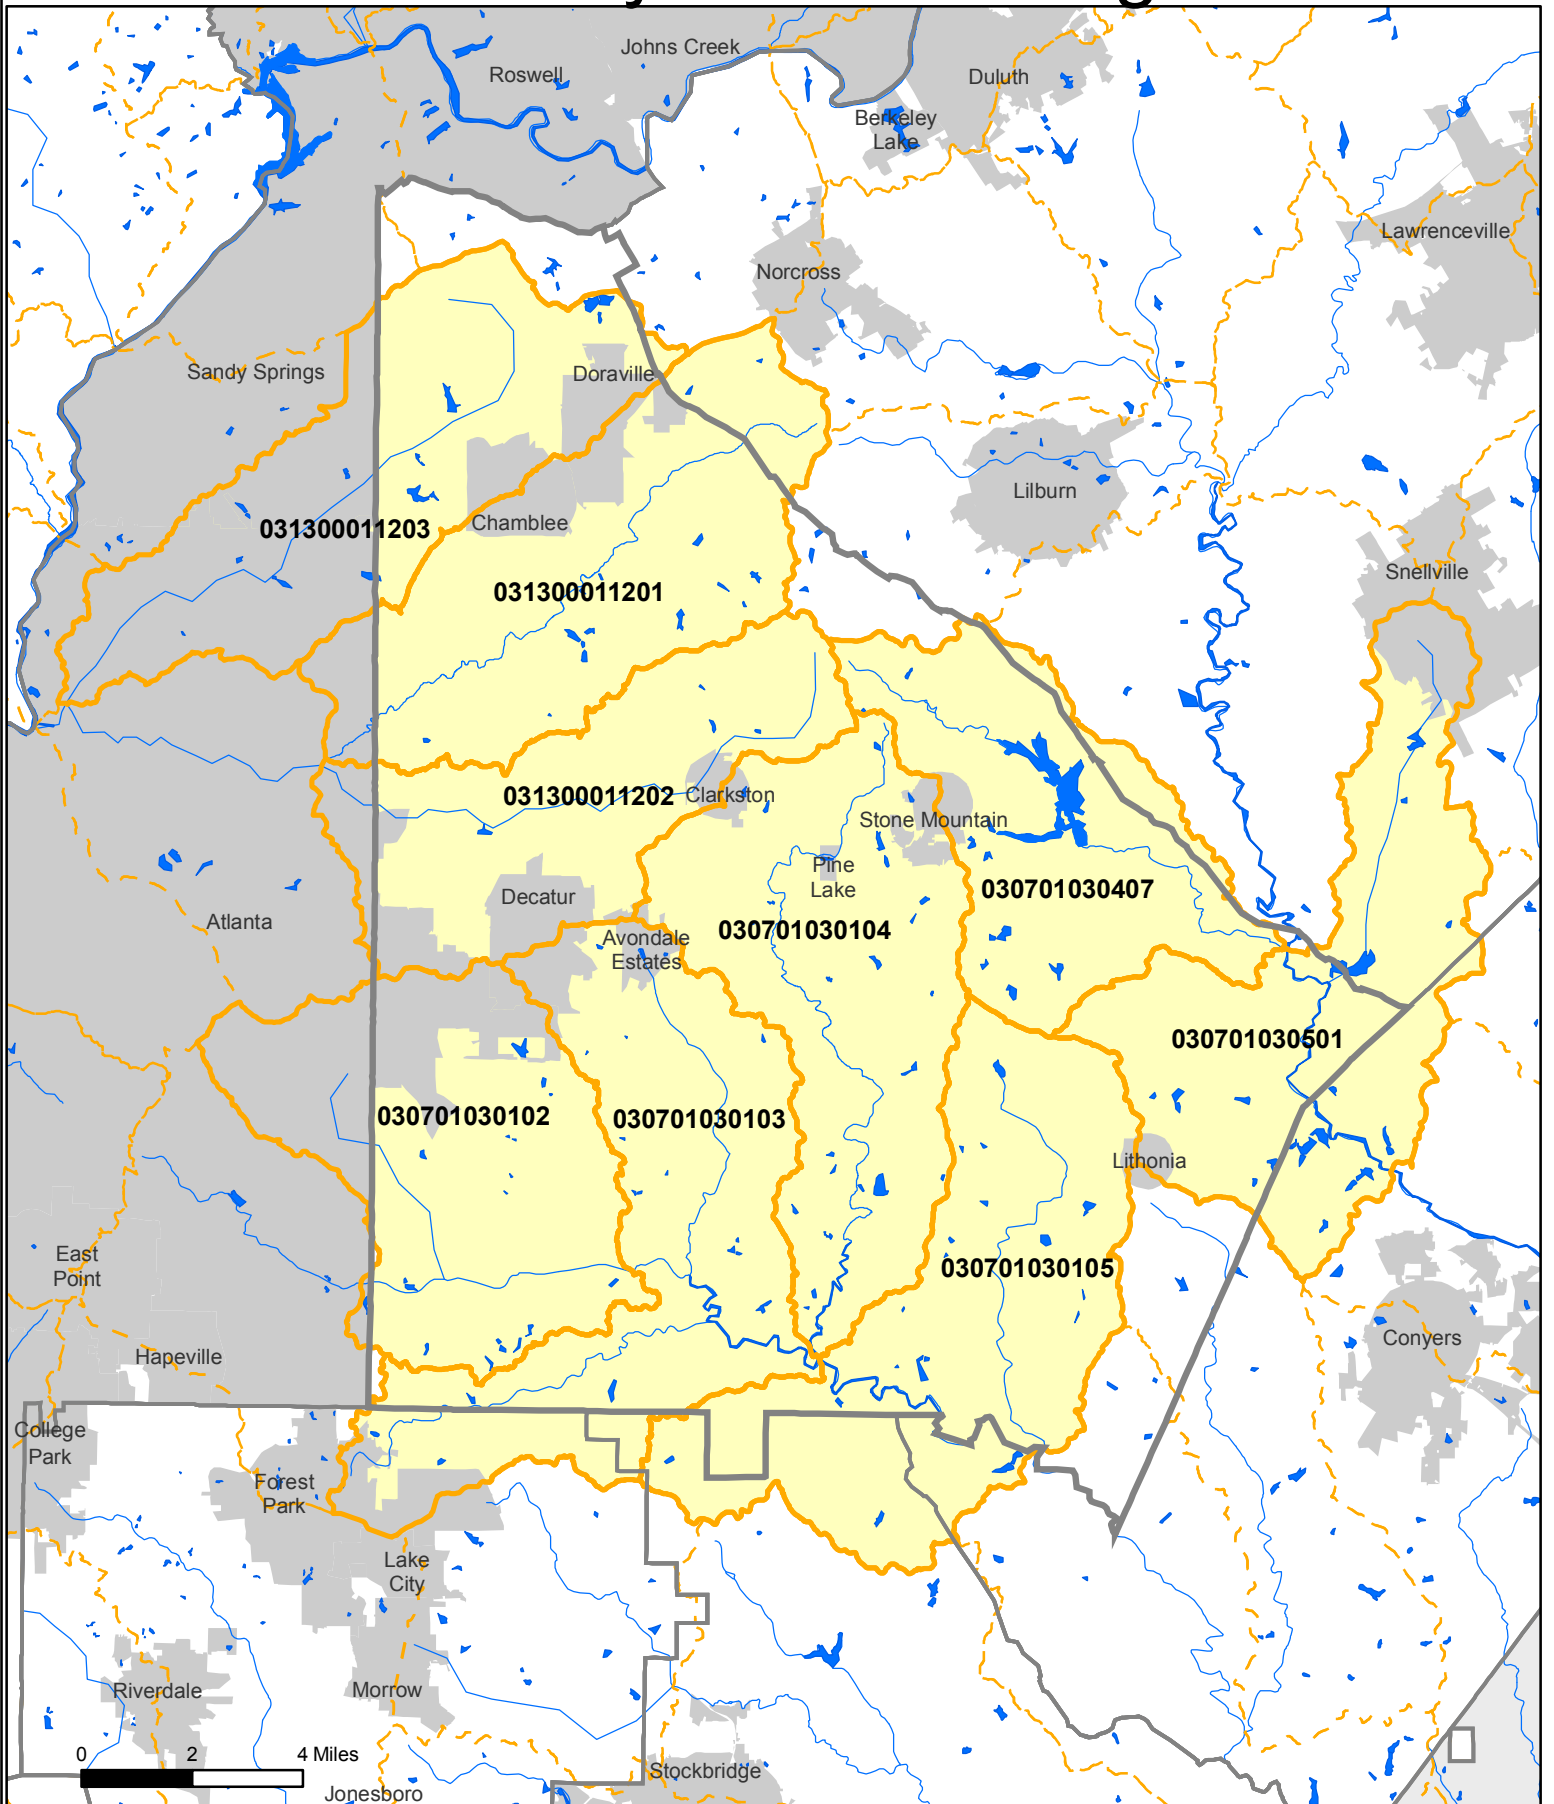 Johns Creek
Roswell
Duluth
Berkeley
Lake
Lawrenceville
Norcross
Sandy Springs
Doraville
Lilburn
Chamblee
031300011203
Snellville
031300011201
031300011202
Clarkston
Stone Mountain
Pine
Lake
030701030407
Decatur
Atlanta
030701030104
Avondale
Estates
030701030501
030701030102
030701030103
Lithonia
East
Point
030701030105
Conyers
Hapeville
College
Park
Forest
Park
Lake
City
Riverdale
Morrow
0 2 4 Miles
Stockbridge
Jonesboro